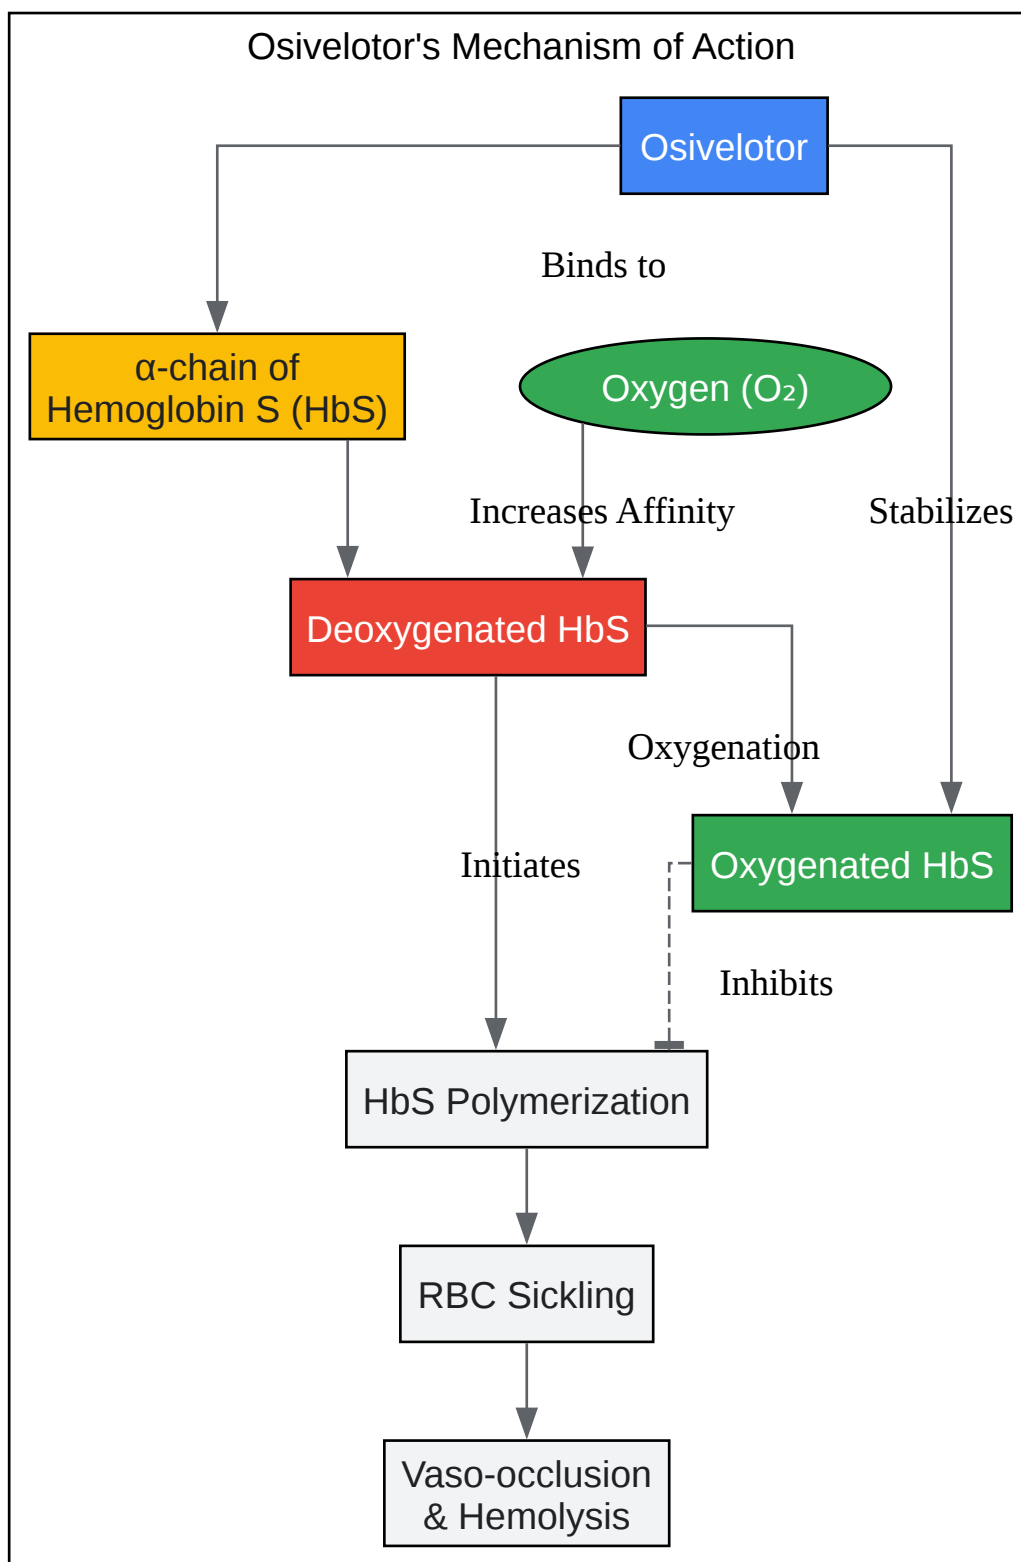 Osivelotor's Mechanism of Action
Osivelotor
Binds to
α-chain of
Hemoglobin S (HbS)
Oxygen (O₂)
Increases Affinity
Stabilizes
Deoxygenated HbS
Oxygenation
Initiates
Oxygenated HbS
Inhibits
HbS Polymerization
RBC Sickling
Vaso-occlusion
& Hemolysis